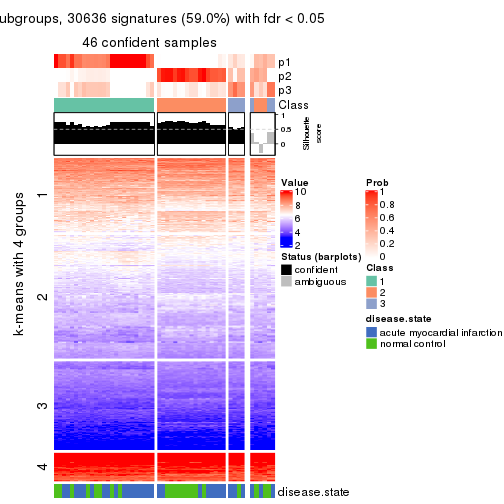 ubgroups, 30636 signatures (59.0%) with fdr < 0.05
46 confident samples
p1
p2
p3
Class
1
0.5
0
Silhouette
score
k-means with 4 groups
1
2
3
4
disease.state
Value
10
8
6
4
2
Status (barplots)
confident
ambiguous
Prob
1
0.8
0.6
0.4
0.2
0
Class
1
2
3
disease.state
acute myocardial infarction
normal control